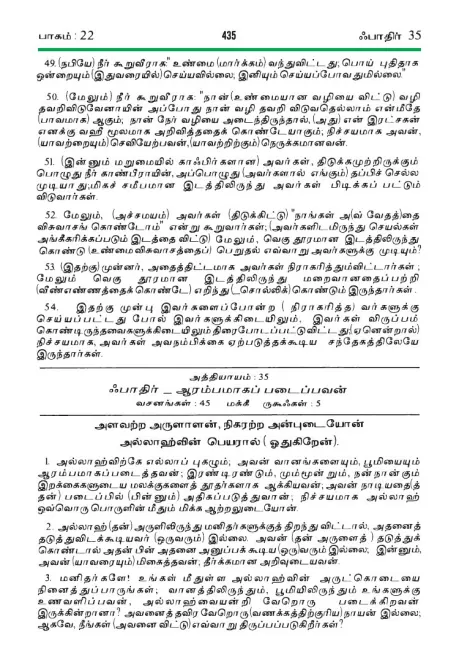 பாகம் : 22 435 ஃபாதிர் 35
49. (நபியே) நீர் கூறுவீராக:" உண்மை (மார்க்கம்) வந்துவிட்டது; பொய் புதிதாக
ஒன்றையும் (இதுவரையில்) செய்யவில்லை; இனியும் செய்யப்போவதுமில்லை."
50. (மேலும்) நீர் கூறுவீராக: "நான் (உண்மையான வழியை விட்டு) வழி
தவறிவிடுவேனாயின் அப்போது நான் வழி தவறி விடுவதெல்லாம் என்மீதே
(பாவமாக) ஆகும்; நான் நேர் வழியை அடைந்திருந்தால், (அது) என் இரட்சகன்
எனக்கு வஹீ மூலமாக அறிவித்ததைக் கொண்டேயாகும்; நிச்சயமாக அவன்,
(யாவற்றையும்) செவியேற்பவன், (யாவற்றிற்கும்) நெருக்கமானவன்.
51. (இன்னும் மறுமையில் காஃபிர்களான) அவர்கள், திடுக்கமுற்றிருக்கும்
பொழுது நீர் காண்பீராயின், அப்பொழுது (அவர்களால் எங்கும்) தப்பிச் செல்ல
முடியாது; மிகச் சமீபமான இடத்திலிருந்து அவர்கள் பிடிக்கப் பட்டும்
விடுவார்கள்.
52. மேலும், (அச்சமயம்) அவர்கள் (திடுக்கிட்டு) "நாங்கள் அ(வ் வேதத்)தை
விசுவாசங் கொண்டோம்" என்று கூறுவார்கள்; (அவர்களிடமிருந்து செயல்கள்
அங்கீகரிக்கப்படும் இடத்தை விட்டு) மேலும், வெகு தூரமான இடத்திலிருந்து
கொண்டு (உண்மை விசுவாசத்தைப்) பெறுதல் எவ்வாறு அவர்களுக்கு முடியும்?
53. (இதற்கு) முன்னர், அதைத்திட்டமாக அவர்கள் நிராகரித்தும்விட்டார்கள் ;
மேலும் வெகு தூரமான இடத்திலிருந்து மறைவானதைப்பற்றி
(வீண்எண்ணத்தைக் கொண்டே) எறிந்து (சொல்லிக்) கொண்டும் இருந்தார்கள் .
54. இதற்கு முன்பு இவர்களைப்போன்ற ( நிராகரித்த) வர்களுக்கு
செய்யப்பட்டது போல் இவர்களுக்கிடையிலும், இவர்கள் விருப்பம்
கொண்டிருந்தவைகளுக்கிடையிலும் திரைபோடப்பட்டுவிட்டது; (ஏனென்றால்)
நிச்சயமாக, அவர்கள் அவநம்பிக்கை ஏற்படுத்தக்கூடிய சந்தேகத்திலேயே
இருந்தார்கள்.
அத்தியாயம் : 35
ஃபாதிர் _ ஆரம்பமாகப் படைப்பவன்
வசனங்கள் : 45 மக்கீ ருகூஃகள் : 5
அளவற்ற அருளாளன், நிகரற்ற அன்புடையோன்
அல்லாஹ்வின் பெயரால் ( ஓதுகிறேன்).
1. அல்லாஹ்விற்கே எல்லாப் புகழும்; அவன் வானங்களையும், பூமியையும்
ஆரம்பமாகப்படைத்தவன்; இரண்டிரண்டும், மும்மூன் றும், நன்நான்கும்
இறக்கைகளுடைய மலக்குகளைத் தூதர்களாக ஆக்கியவன்; அவன் நாடியதை(த்
தன்) படைப்பில் (பின்னும்) அதிகப்படுத்துவான் ; நிச்சயமாக அல்லாஹ்
ஒவ்வொரு பொருளின் மீதும் மிக்க ஆற்றலுடையோன்.
2. அல்லாஹ் (தன்) அருளிலிருந்து மனிதர்களுக்குத் திறந்து விட்டால், அதனைத்
தடுத்துவிடக்கூடியவர் (ஒருவரும்) இல்லை. அவன் (தன் அருளைத் ) தடுத்துக்
கொண்டால் அதன் பின் அதனை அனுப்பக் கூடிய (ஒரு)வரும் இல்லை; இன்னும்,
அவன் (யாவரையும்) மிகைத்தவன்; தீர்க்கமான அறிவுடையவன்.
3. மனிதர்களே! உங்கள் மீதுள்ள அல்லாஹ்வின் அருட்கொடையை
நினைத்துப்பாருங்கள் ; வானத்திலிருந்தும், பூமியிலிருந்தும் உங்களுக்கு
உணவளிப்பவன் , அல்லாஹ்வையன்றி வேறொரு படைக்கிறவன்
இருக்கின்றானா? அவனைத்தவிர வேறொரு (வணக்கத்திற்குரிய) நாயன் இல்லை;
ஆகவே, நீங்கள் (அவனை விட்டு) எவ்வாறு திருப்பப்படுகிறீர்கள்?